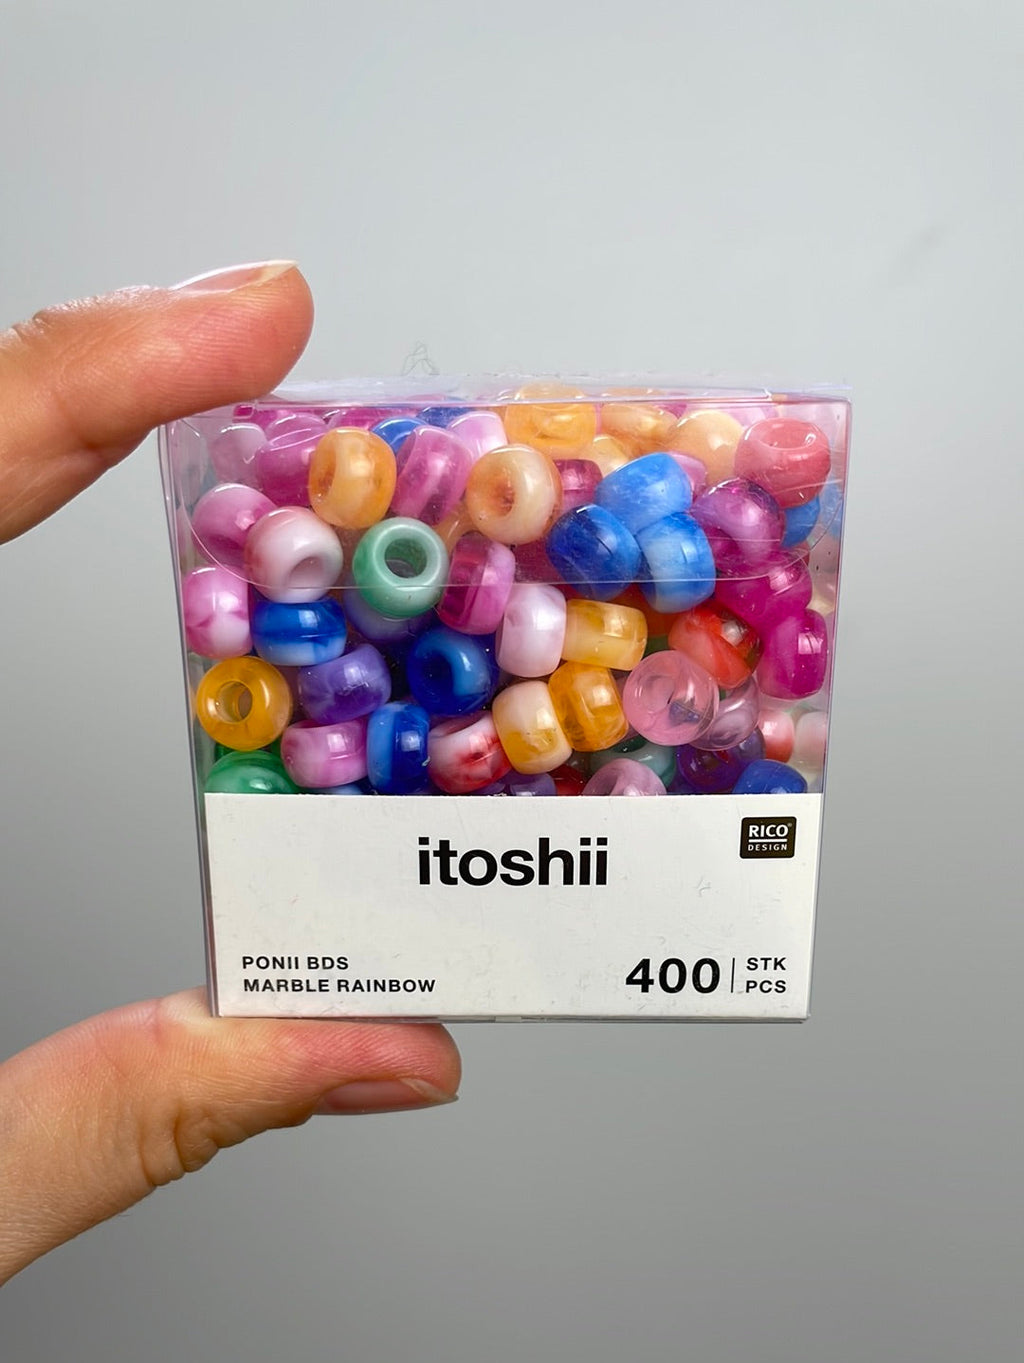 itoshii
RICO®
DESIGN
PONII BDS
MARBLE RAINBOW
400
STK
PCS